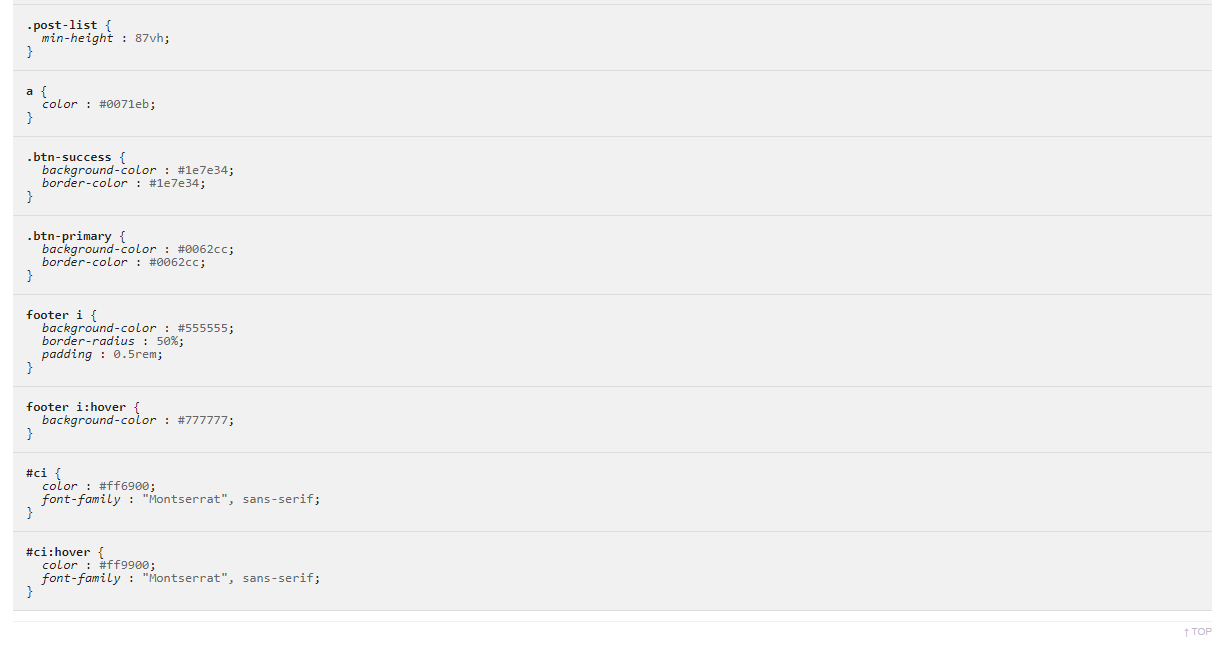 .post-list {
min-height : 87vh;
}
a {
color : #0071eb;
}
.btn-success {
background-color : #1e7e34;
border-color : #1e7e34;
}
.btn-primary {
background-color : #0062cc;
border-color : #0062cc;
}
footer i {
background-color : #555555;
border-radius : 50%;
padding : 0.5rem;
}
footer i:hover {
background-color : #777777;
}
#ci {
color : #ff6900;
font-family : "Montserrat", sans-serif;
}
#ci:hover {
color : #ff9900;
font-family : "Montserrat", sans-serif;
}
↑ TOP